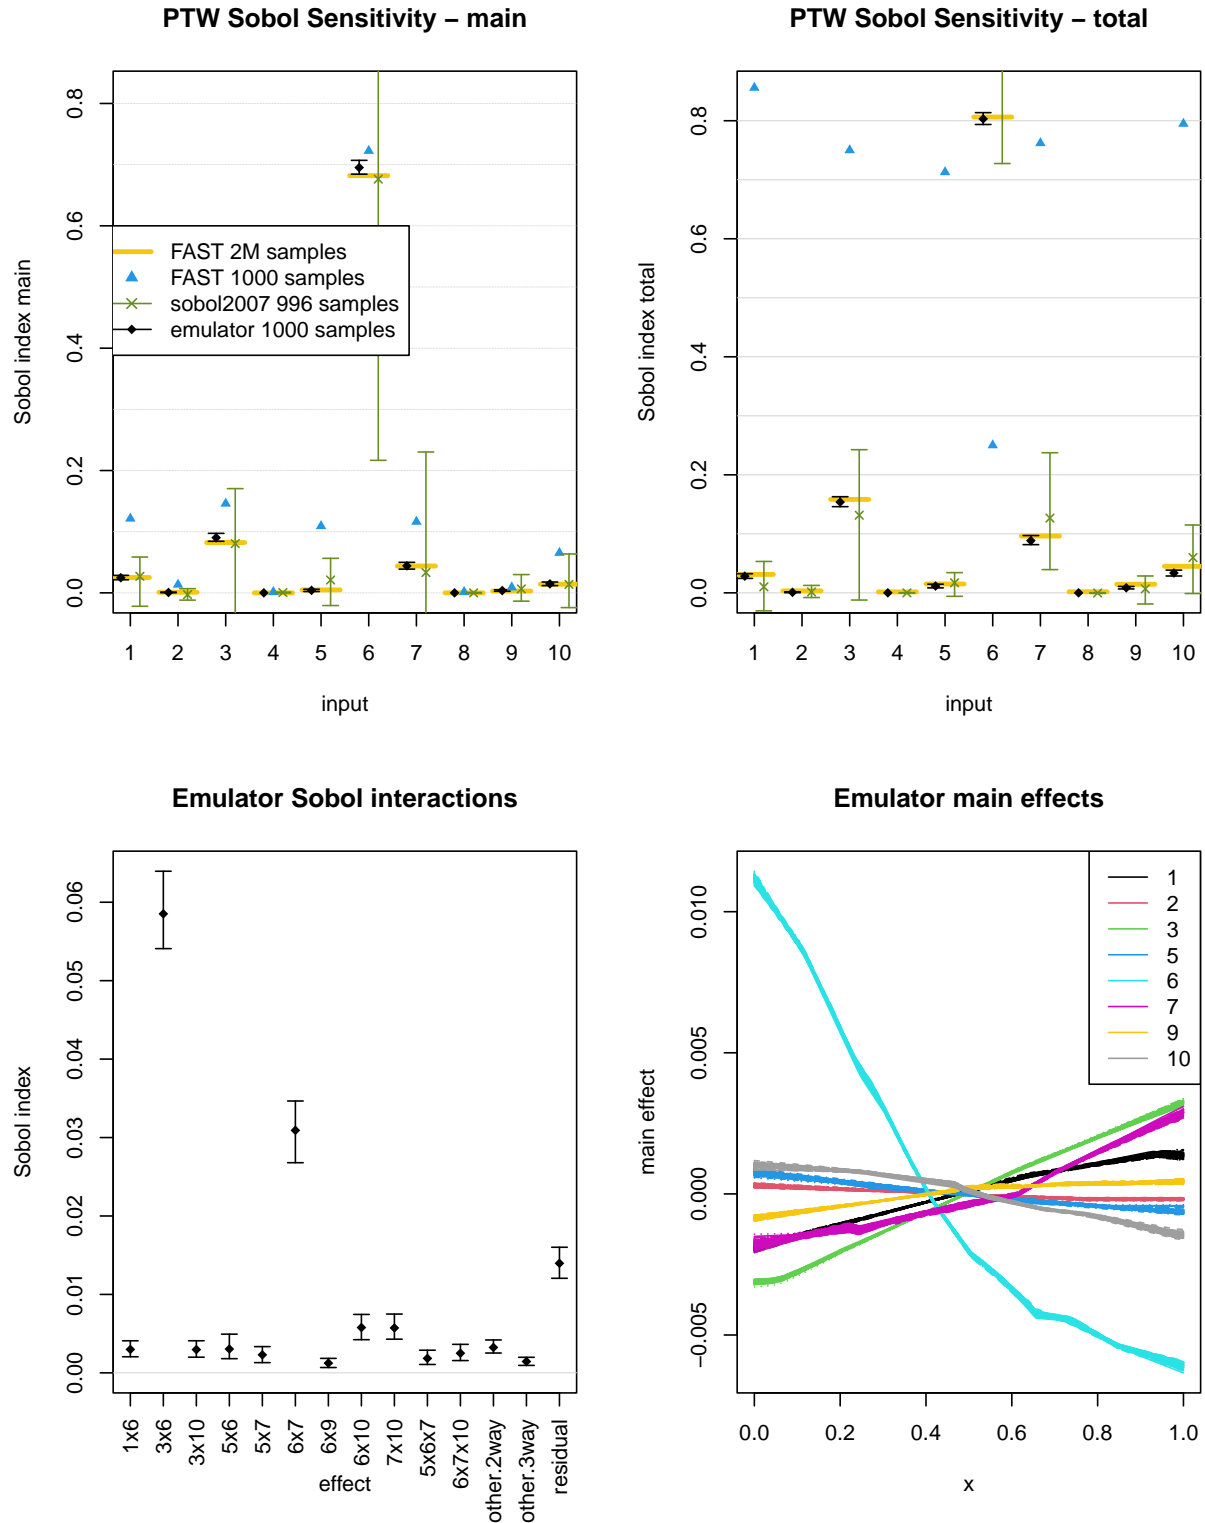 PTW Sobol Sensitivity – main
Sobol index main
0.0
0.2
0.4
0.6
0.8
FAST 2M samples
FAST 1000 samples
sobol2007 996 samples
emulator 1000 samples
1 2 3 4 5 6 7 8 9 10
input
PTW Sobol Sensitivity – total
Sobol index total
0.0
0.2
0.4
0.6
0.8
1 2 3 4 5 6 7 8 9 10
input
Emulator Sobol interactions
Sobol index
0.00
0.01
0.02
0.03
0.04
0.05
0.06
1x6
3x6
3x10
5x6
5x7
6x7
6x9
6x10
7x10
5x6x7
6x7x10
other.2way
other.3way
residual
effect
Emulator main effects
main effect
−0.005
0.000
0.005
0.010
1
2
3
5
6
7
9
10
0.0 0.2 0.4 0.6 0.8 1.0
x